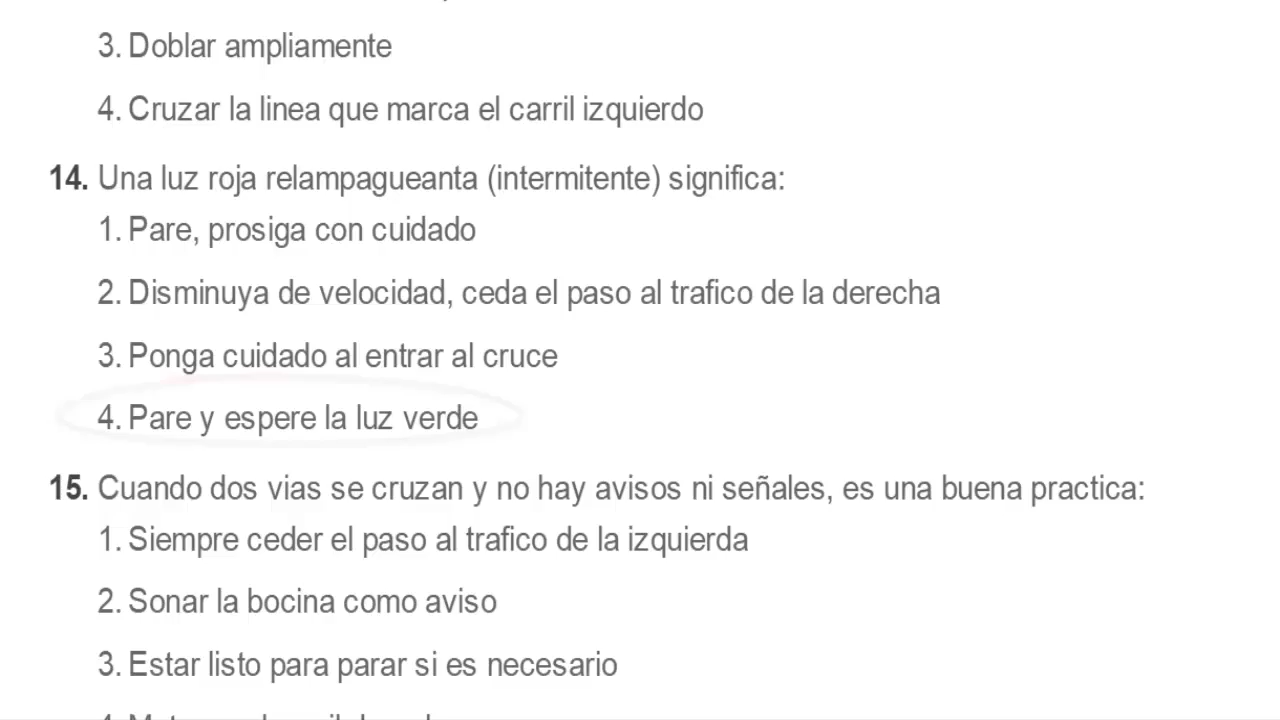 3. Doblar ampliamente
4. Cruzar la linea que marca el carril izquierdo
14. Una luz roja relampagueanta (intermitente) significa:
1. Pare, prosiga con cuidado
2. Disminuya de velocidad, ceda el paso al trafico de la derecha
3. Ponga cuidado al entrar al cruce
4. Pare y espere la luz verde
15. Cuando dos vias se cruzan y no hay avisos ni señales, es una buena practica:
1. Siempre ceder el paso al trafico de la izquierda
2. Sonar la bocina como aviso
3. Estar listo para parar si es necesario